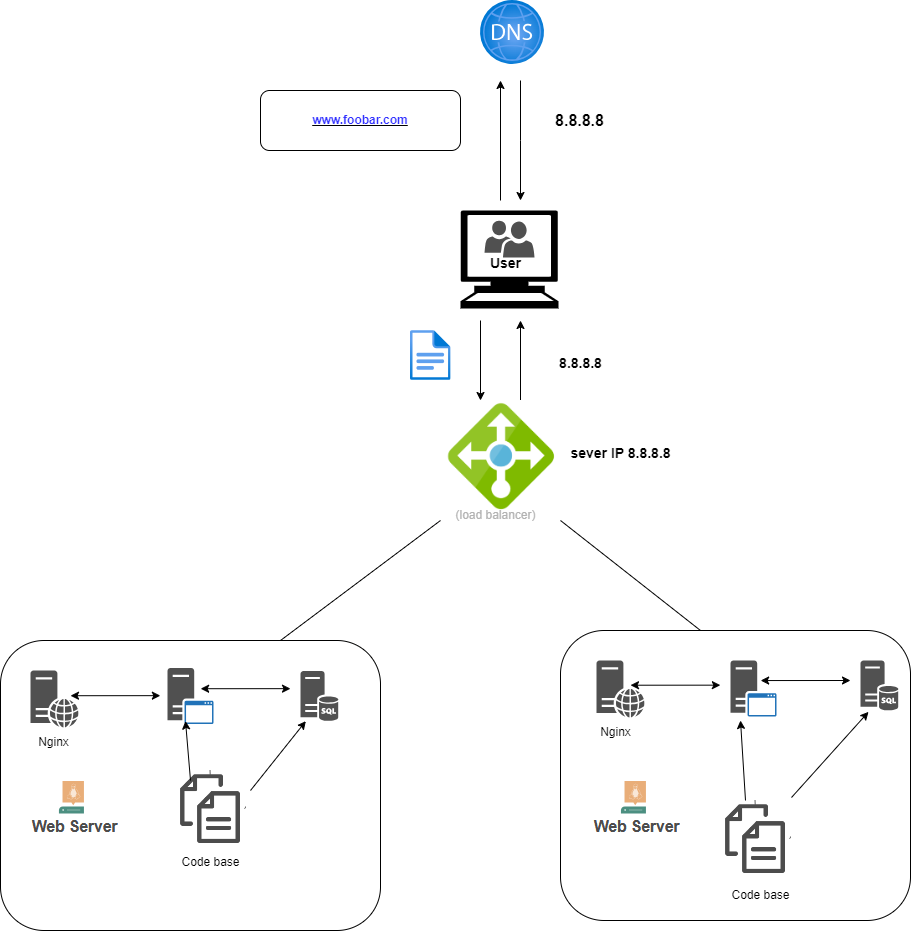 DNS
www.foobar.com
8.8.8.8
User
8.8.8.8
sever IP 8.8.8.8
(load balancer)
SQL
Nginx
Web Server
Code base
SQL
Nginx
Web Server
Code base